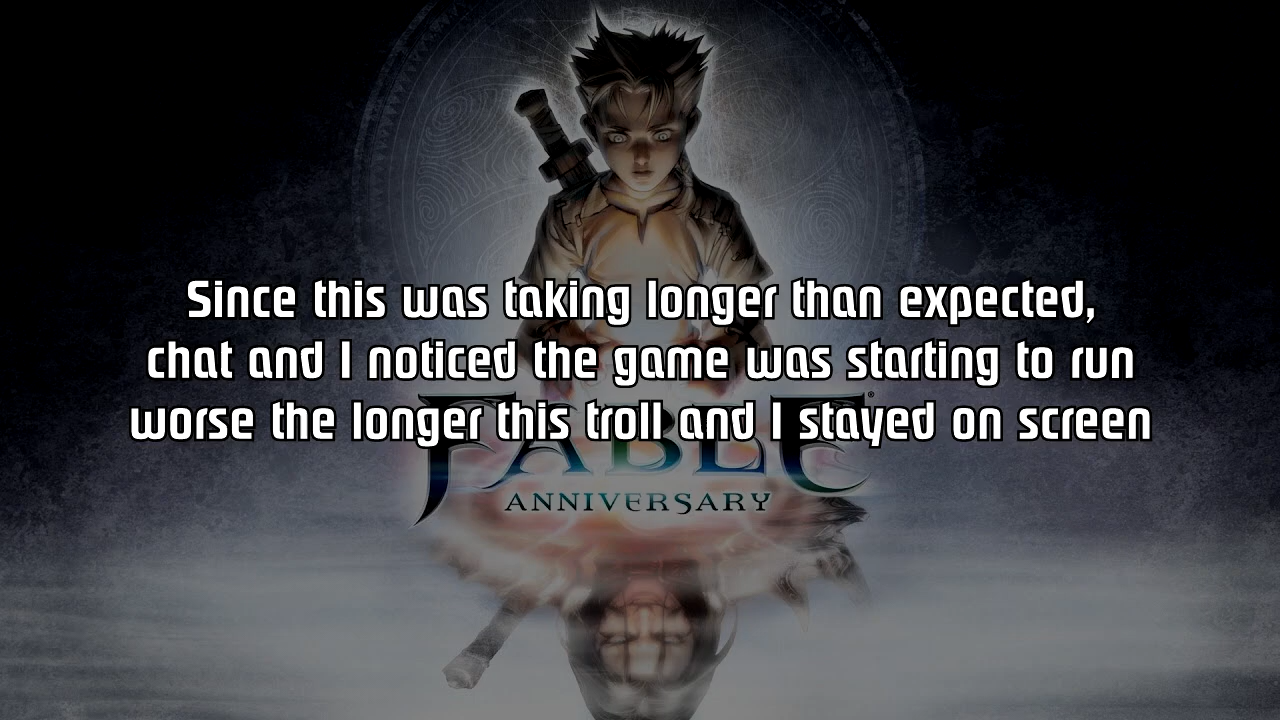 Since this was taking longer than expected,
chat and I noticed the game was starting to run
worse the longer this troll and I stayed on screen
FABLE®
ANNIVERSARY